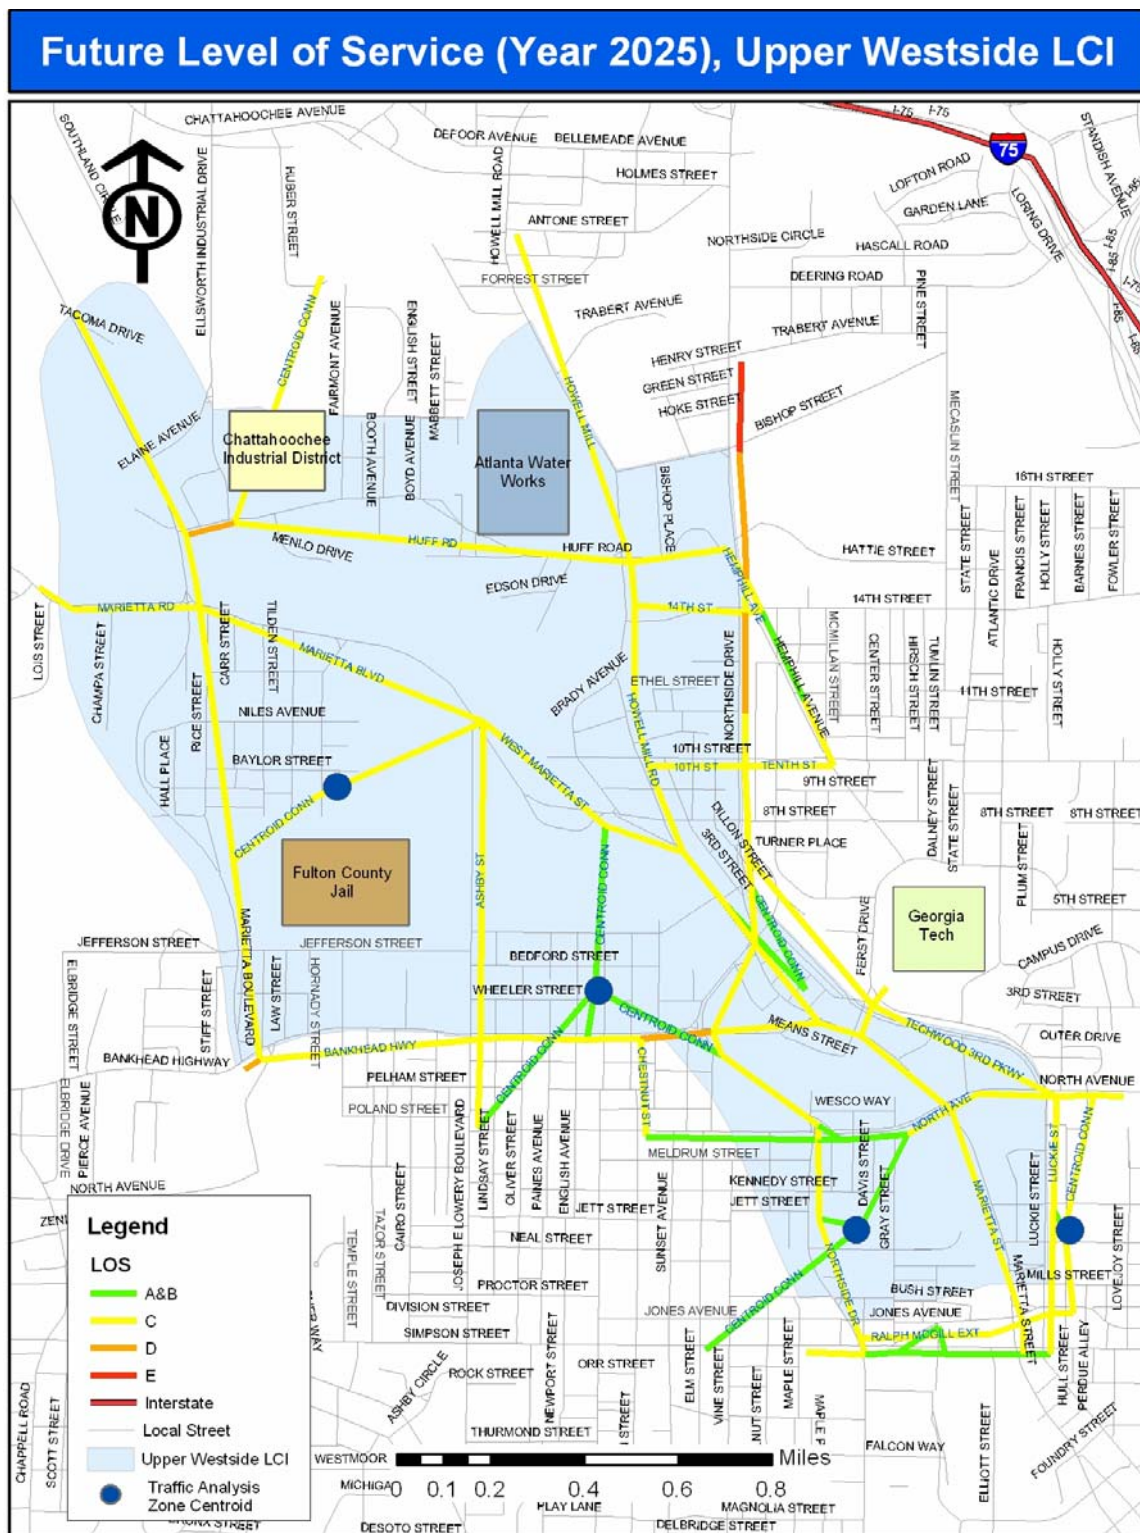 Future Level of Service (Year 2025), Upper Westside LCI
CHATTAHOOCHEE AVENUE
SOUTHLAND CIRCLE
ELLSWORTH INDUSTRIAL DRIVE
HUBER STREET
DEFOOR AVENUE
BELLEMEADE AVENUE
HOLMES STREET
HOWELL MILL ROAD
ANTONE STREET
FORREST STREET
I-75
I-75
75
STANDISH AVENUE
LOFTON ROAD
GARDEN LANE
LORING DRIVE
NORTHSIDE CIRCLE
HASCALL ROAD
DEERING ROAD
I-85
I-85
I-85
I-75
I-85
I-85
N
TACOMA DRIVE
CENTROID CONN
FAIRMONT AVENUE
ENGLISH STREET
MABBETT STREET
TRABERT AVENUE
TRABERT AVENUE
PINE STREET
HENRY STREET
GREEN STREET
HOKE STREET
BISHOP STREET
HOWELL MILL
ELAINE AVENUE
Chattahoochee
Industrial District
BOOTH AVENUE
BOYD AVENUE
Atlanta Water
Works
BISHOP PLACE
MECASLIN STREET
16TH STREET
STATE STREET
ATLANTIC DRIVE
FRANCIS STREET
HOLLY STREET
BARNES STREET
FOWLER STREET
MENLO DRIVE
HUFF RD
HUFF ROAD
EDSON DRIVE
HEMPHILL AVE
HATTIE STREET
LOIS STREET
MARIETTA RD
CHAMPA STREET
CARR STREET
TILDEN STREET
MARIETTA BLVD
14TH ST
14TH STREET
RICE STREET
NILES AVENUE
BRADY AVENUE
ETHEL STREET
NORTHSIDE DRIVE
HEMPHILL AVENUE
MCMILLAN STREET
CENTER STREET
HIRSCH STREET
TUMLIN STREET
11TH STREET
HOLLY STREET
HALL PLACE
BAYLOR STREET
WEST MARIETTA ST
HOWELL MILL RD
10TH STREET
10TH ST
TENTH ST
9TH STREET
8TH STREET
8TH STREET
8TH STREET
CENTROID CONN
DILLON STREET
3RD STREET
TURNER PLACE
DALNEY STREET
STATE STREET
PLUM STREET
Fulton County
Jail
ASHBY ST
CENTROID CONN
CENTROID CONN
5TH STREET
FERST DRIVE
Georgia
Tech
CAMPUS DRIVE
3RD STREET
OUTER DRIVE
JEFFERSON STREET
JEFFERSON STREET
MARIETTA BOULEVARD
BEDFORD STREET
WHEELER STREET
ELBRIDGE STREET
STIFF STREET
LAW STREET
HORNADY STREET
CENTROID CONN
MEANS STREET
TECHWOOD 3RD PKWY
BANKHEAD HIGHWAY
BANKHEAD HWY
CENTROID CONN
CHESTNUT ST
NORTH AVENUE
PELHAM STREET
POLAND STREET
ELBRIDGE DRIVE
PIERCE AVENUE
WESCO WAY
NORTH AVE
LUCKIE ST
CENTROID CONN
MELDRUM STREET
JOSEPH E LOWERY BOULEVARD
LINDSAY STREET
OLIVER STREET
PAINES AVENUE
ENGLISH AVENUE
KENNEDY STREET
JETT STREET
DAVIS STREET
GRAY STREET
MARIETTA ST
LUCKIE STREET
LOVEJOY STREET
NORTH AVENUE
CAIRO STREET
TAZOR STREET
TEMPLE STREET
JETT STREET
NEAL STREET
SUNSET AVENUE
PROCTOR STREET
NORTHSIDE DR
CENTROID CONN
BUSH STREET
MILLS STREET
MARIETTA STREET
DIVISION STREET
JONES AVENUE
JONES AVENUE
SIMPSON STREET
RALPH MCGILL EXT
HULL STREET
PERDUE ALLEY
ROCK STREET
ASHBY CIRCLE
NEWPORT STREET
ORR STREET
ELM STREET
VINE STREET
MAPLE STREET
THURMOND STREET
FALCON WAY
ELLIOTT STREET
FOUNDRY STREET
CHAPPELL ROAD
SCOTT STREET
Legend
LOS
A&B
C
D
E
Interstate
Local Street
Upper Westside LCI
Traffic Analysis
Zone Centroid
WESTMOOR
Miles
0 0.1 0.2 0.4 0.6 0.8
MAGNOLIA STREET
DESOTO STREET
DELBRIDGE STREET